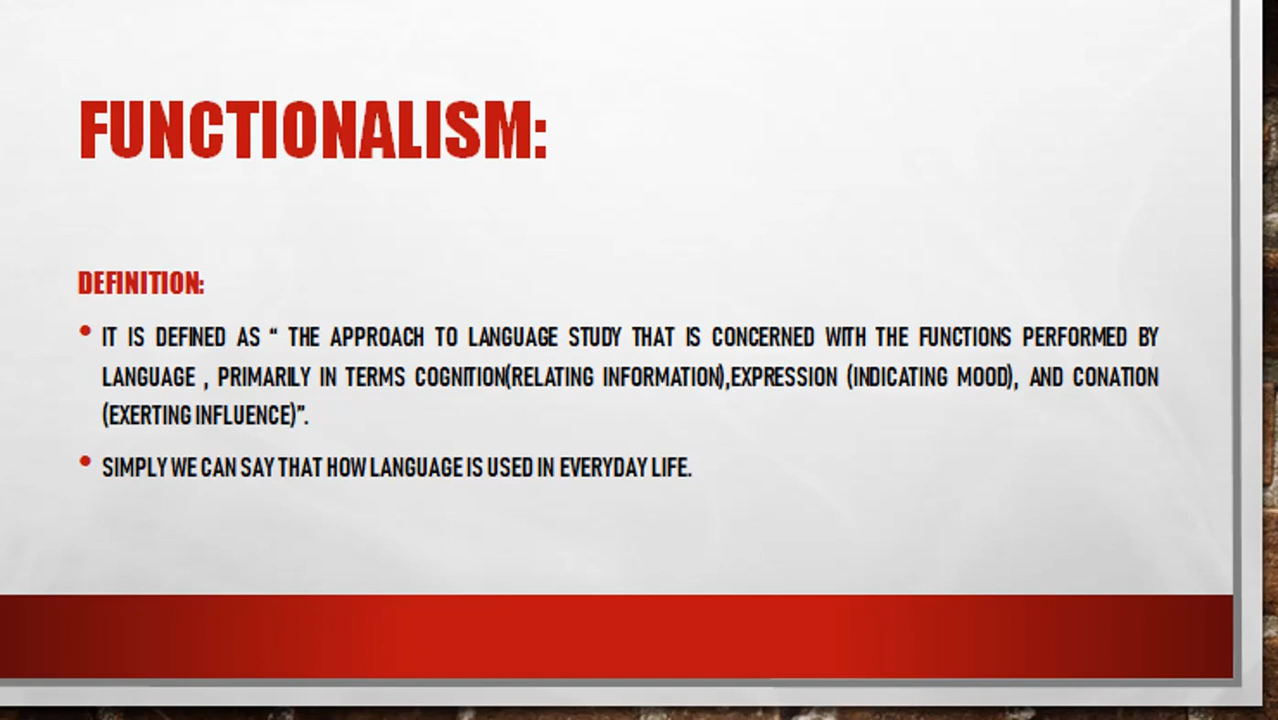 FUNCTIONALISM:
DEFINITION:
• IT IS DEFINED AS “ THE APPROACH TO LANGUAGE STUDY THAT IS CONCERNED WITH THE FUNCTIONS PERFORMED BY
LANGUAGE , PRIMARILY IN TERMS COGNITION(RELATING INFORMATION),EXPRESSION (INDICATING MOOD), AND CONATION
(EXERTING INFLUENCE)”.
• SIMPLY WE CAN SAY THAT HOW LANGUAGE IS USED IN EVERYDAY LIFE.